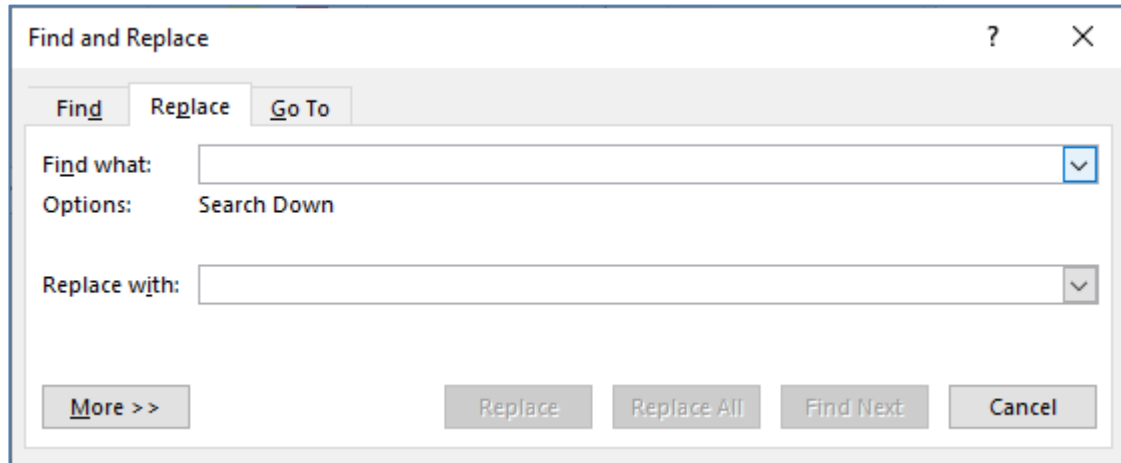 Find and Replace ?
Find Replace Go To
Find what:
Options: Search Down
Replace with:
More >> Replace Replace All Find Next Cancel